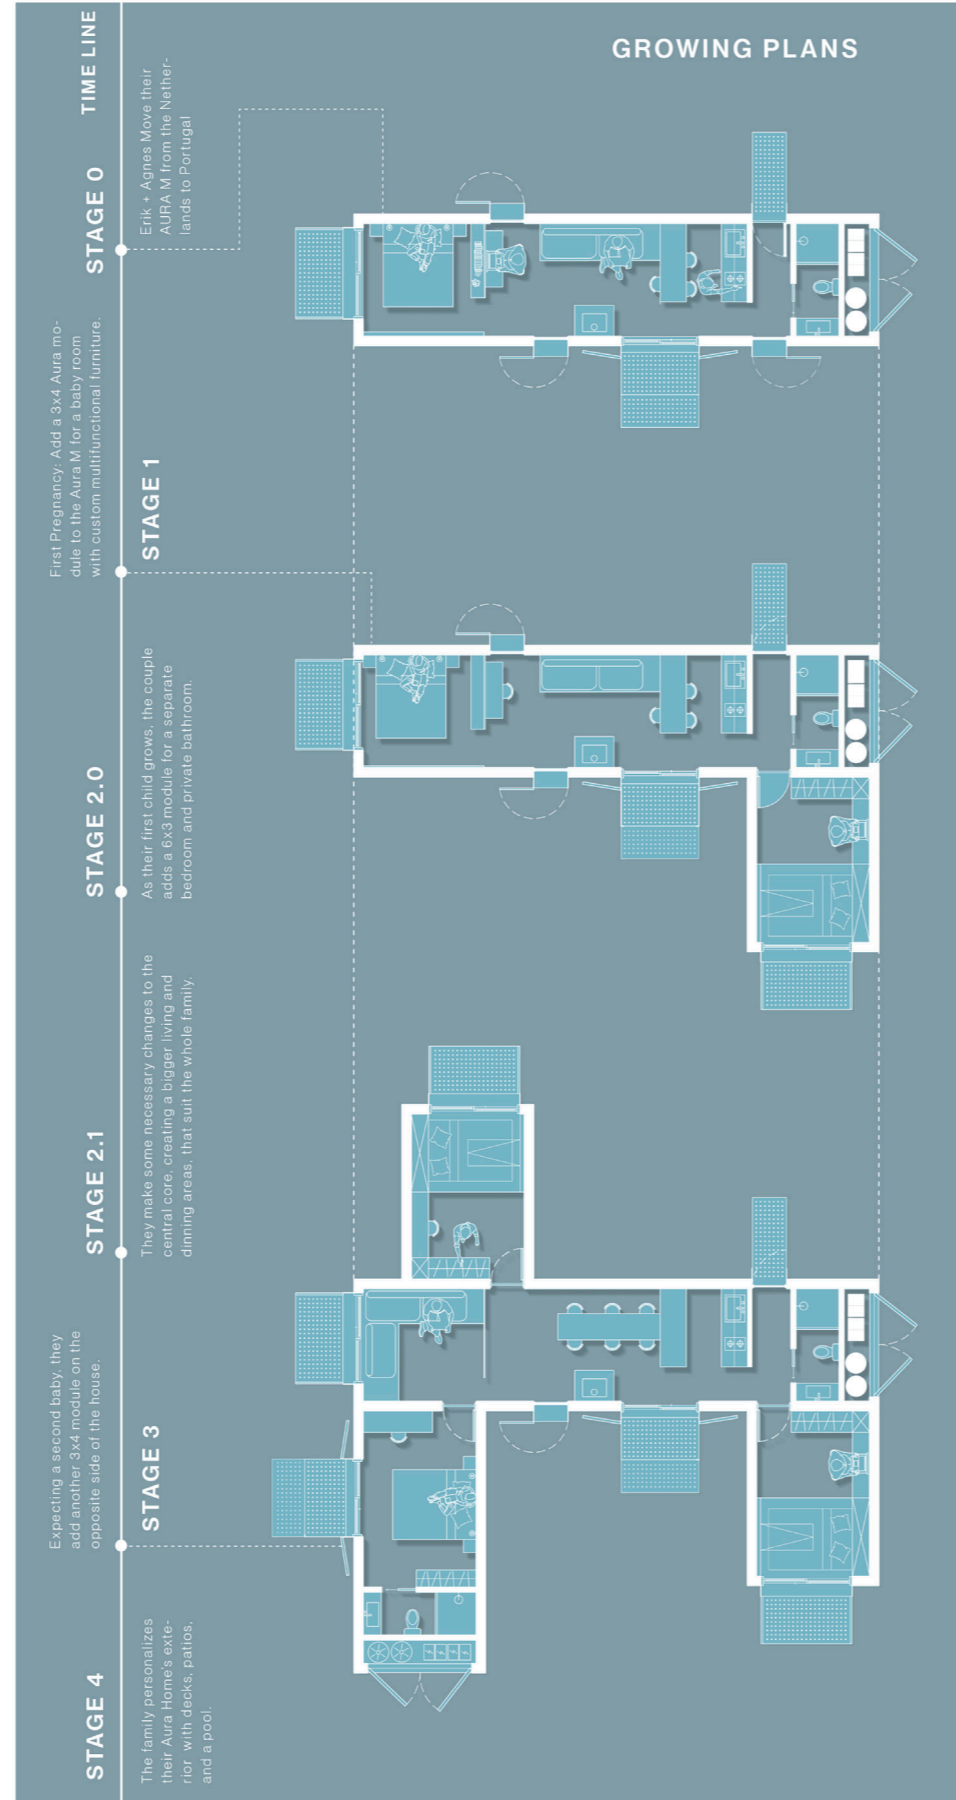 GROWING PLANS
TIME LINE
STAGE 0
Erik + Agnes Move their
AURA M from the Nether-
lands to Portugal
First Pregnancy: Add a 3x4 Aura mo-
dule to the Aura M for a baby room
with custom multifunctional furniture.
STAGE 1
STAGE 2.0
As their first child grows, the couple
adds a 6x3 module for a separate
bedroom and private bathroom.
STAGE 2.1
They make some necessary changes to the
central core, creating a bigger living and
dinning areas, that suit the whole family.
Expecting a second baby, they
add another 3x4 module on the
opposite side of the house.
STAGE 3
STAGE 4
The family personalizes
their Aura Home's exte-
rior with decks, patios,
and a pool.